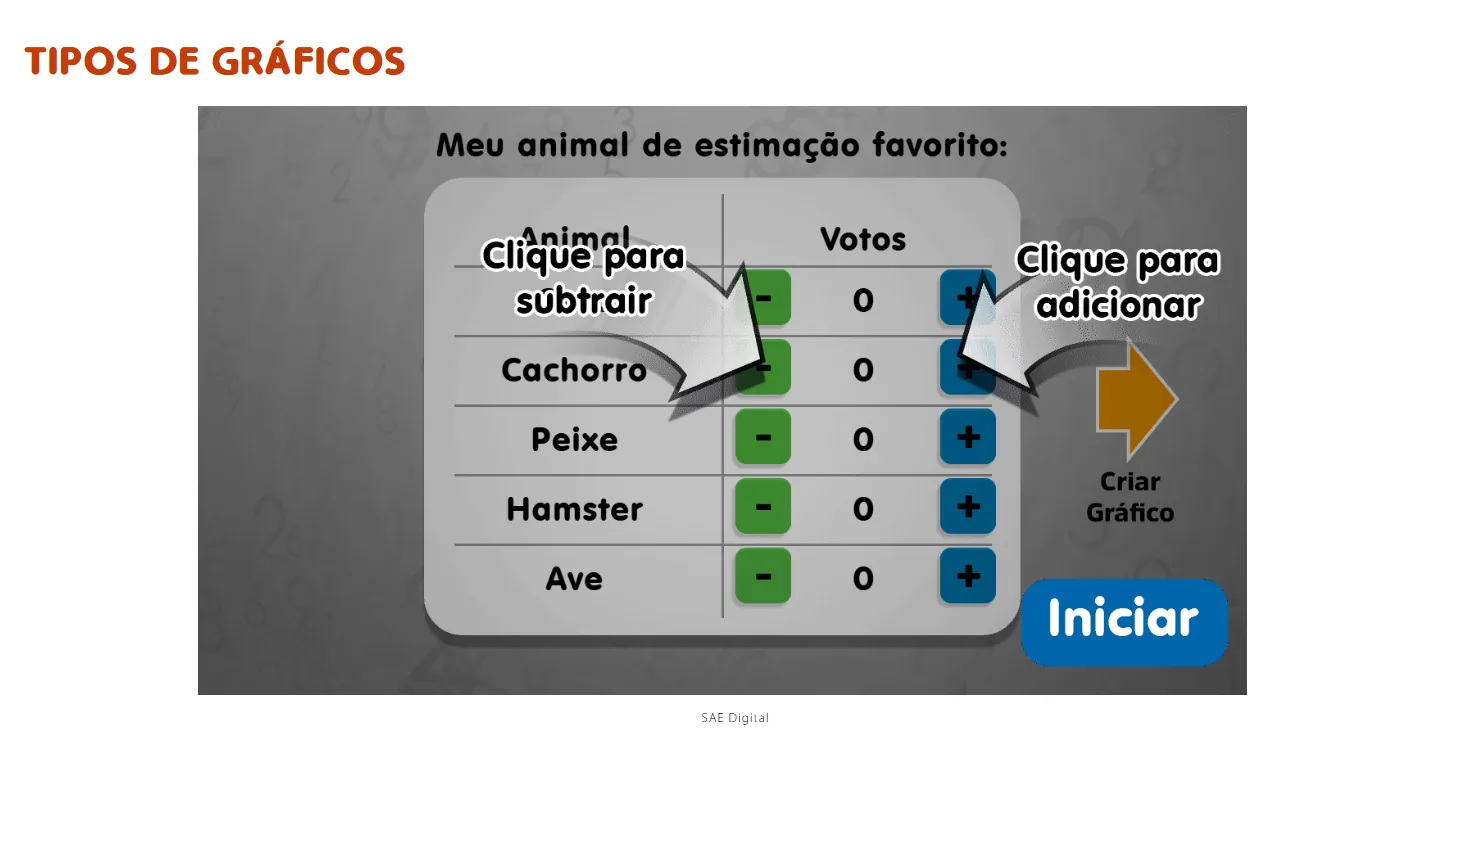 TIPOS DE GRÁFICOS
Meu animal de estimação favorito:
Animal
Votos
Clique para
subtrair
Clique para
adicionar
- 0 +
Cachorro - 0 +
Peixe - 0 +
Hamster - 0 +
Ave - 0 +
Criar
Gráfico
Iniciar
SAE Digital